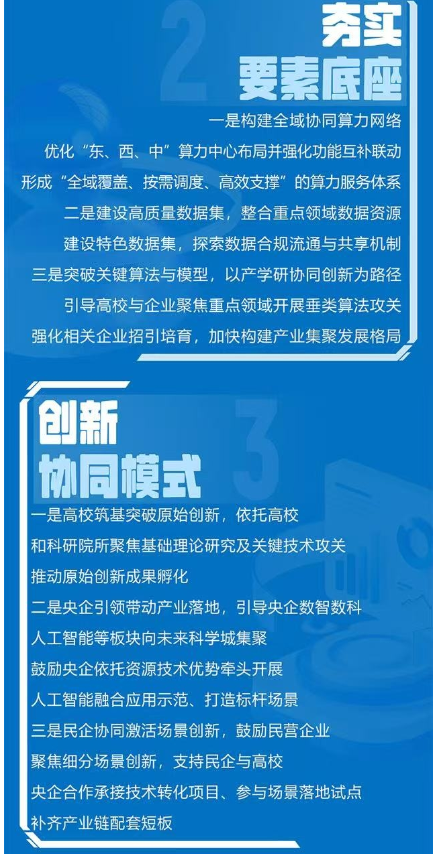 2
夯实
要素底座
一是构建全域协同算力网络
优化“东、西、中”算力中心布局并强化功能互补联动
形成“全域覆盖、按需调度、高效支撑”的算力服务体系
二是建设高质量数据集，整合重点领域数据资源
建设特色数据集，探索数据合规流通与共享机制
三是突破关键算法与模型，以产学研协同创新为路径
引导高校与企业聚焦重点领域开展垂类算法攻关
强化相关企业招引培育，加快构建产业集聚发展格局
3
创新
协同模式
一是高校筑基突破原始创新，依托高校
和科研院所聚焦基础理论研究及关键技术攻关
推动原始创新成果孵化
二是央企引领带动产业落地，引导央企数智数科
人工智能等板块向未来科学城集聚
鼓励央企依托资源技术优势牵头开展
人工智能融合应用示范、打造标杆场景
三是民企协同激活场景创新，鼓励民营企业
聚焦细分场景创新，支持民企与高校
央企合作承接技术转化项目、参与场景落地试点
补齐产业链配套短板